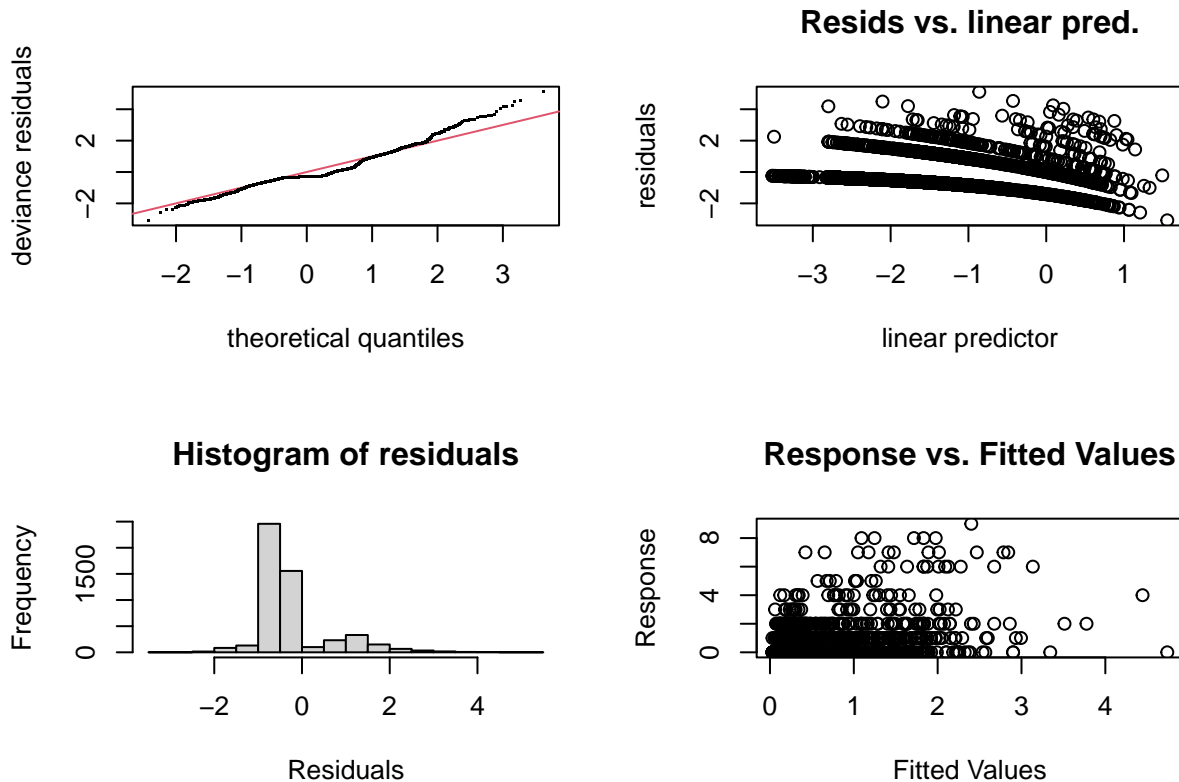 deviance residuals
2
−2
−2 −1 0 1 2 3
theoretical quantiles
Resids vs. linear pred.
residuals
2
−2
−3 −2 −1 0 1
linear predictor
Histogram of residuals
Frequency
1500
0
−2 0 2 4
Residuals
Response vs. Fitted Values
Response
8
4
0
0 1 2 3 4
Fitted Values